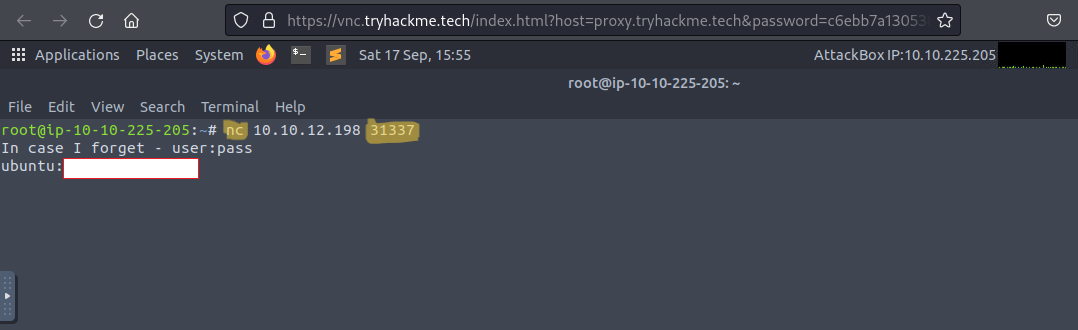 https://vnc.tryhackme.tech/index.html?host=proxy.tryhackme.tech&password=c6ebb7a13053
Applications Places System Sat 17 Sep, 15:55 AttackBox IP:10.10.225.205
root@ip-10-10-225-205: ~
File Edit View Search Terminal Help
root@ip-10-10-225-205:~# nc 10.10.12.198 31337
In case I forget - user:pass
ubuntu: